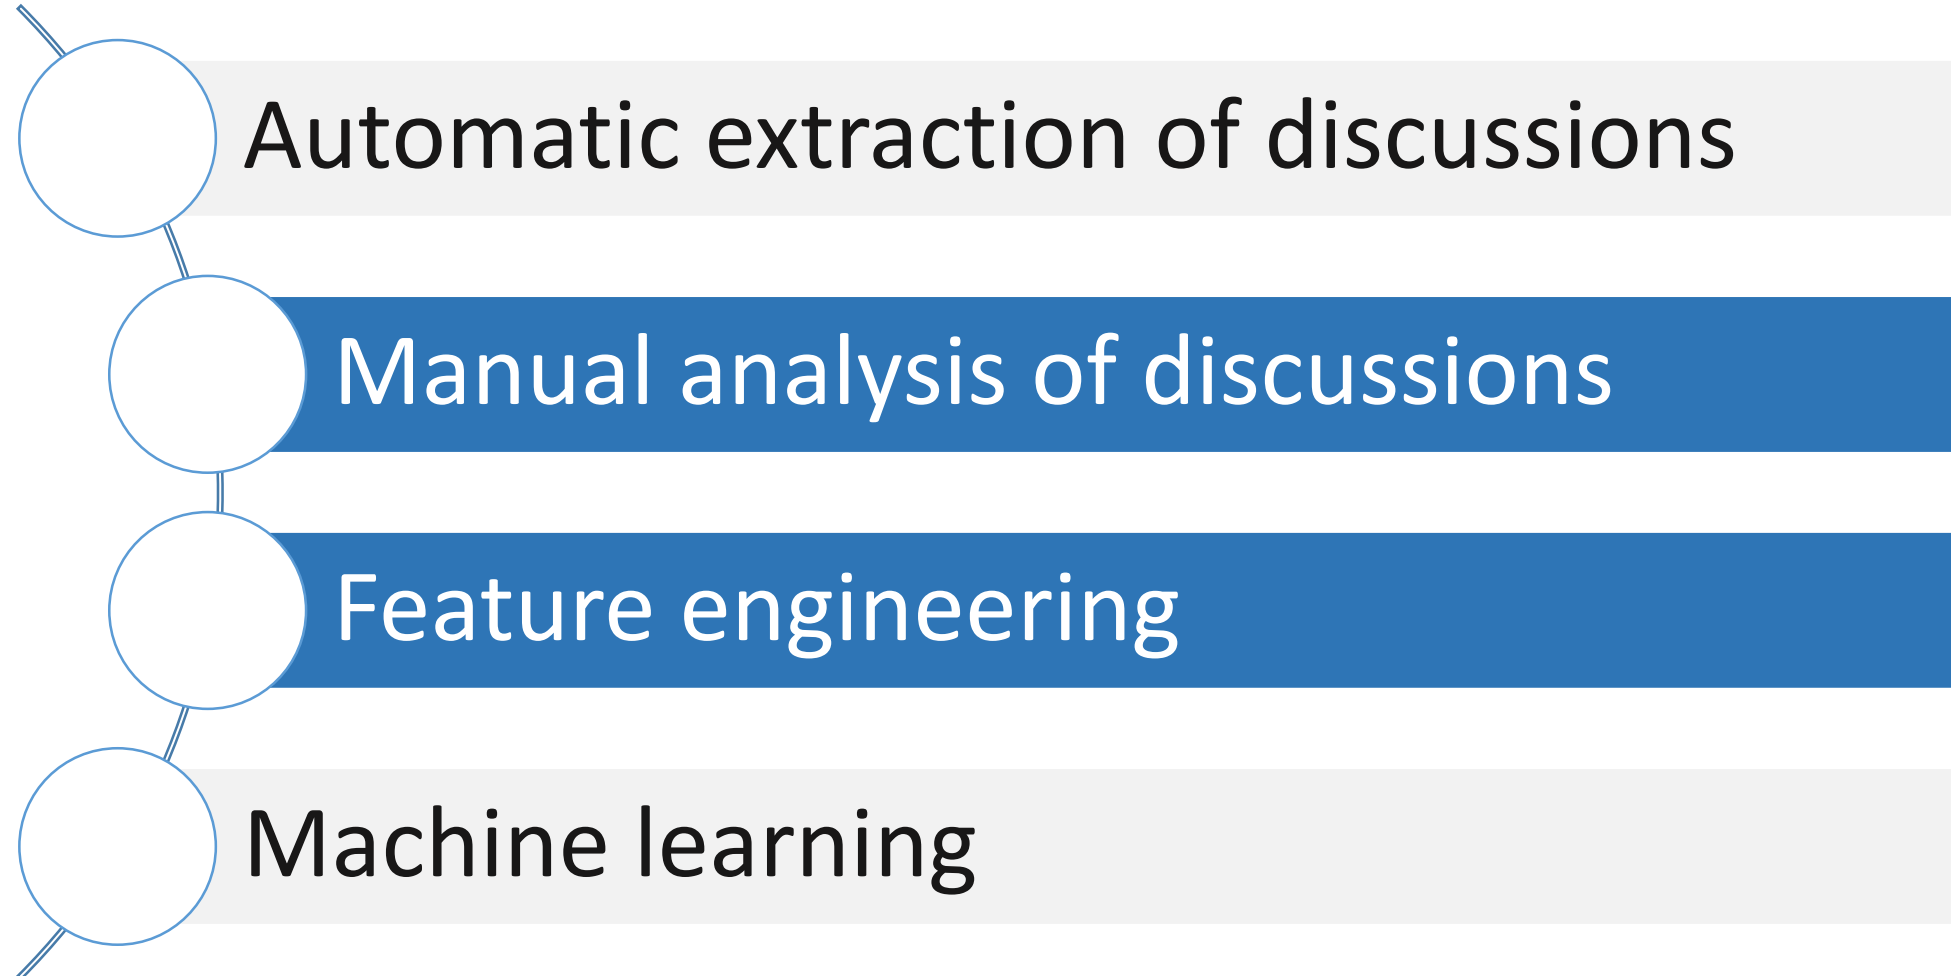 Automatic extraction of discussions
Manual analysis of discussions
Feature engineering
Machine learning